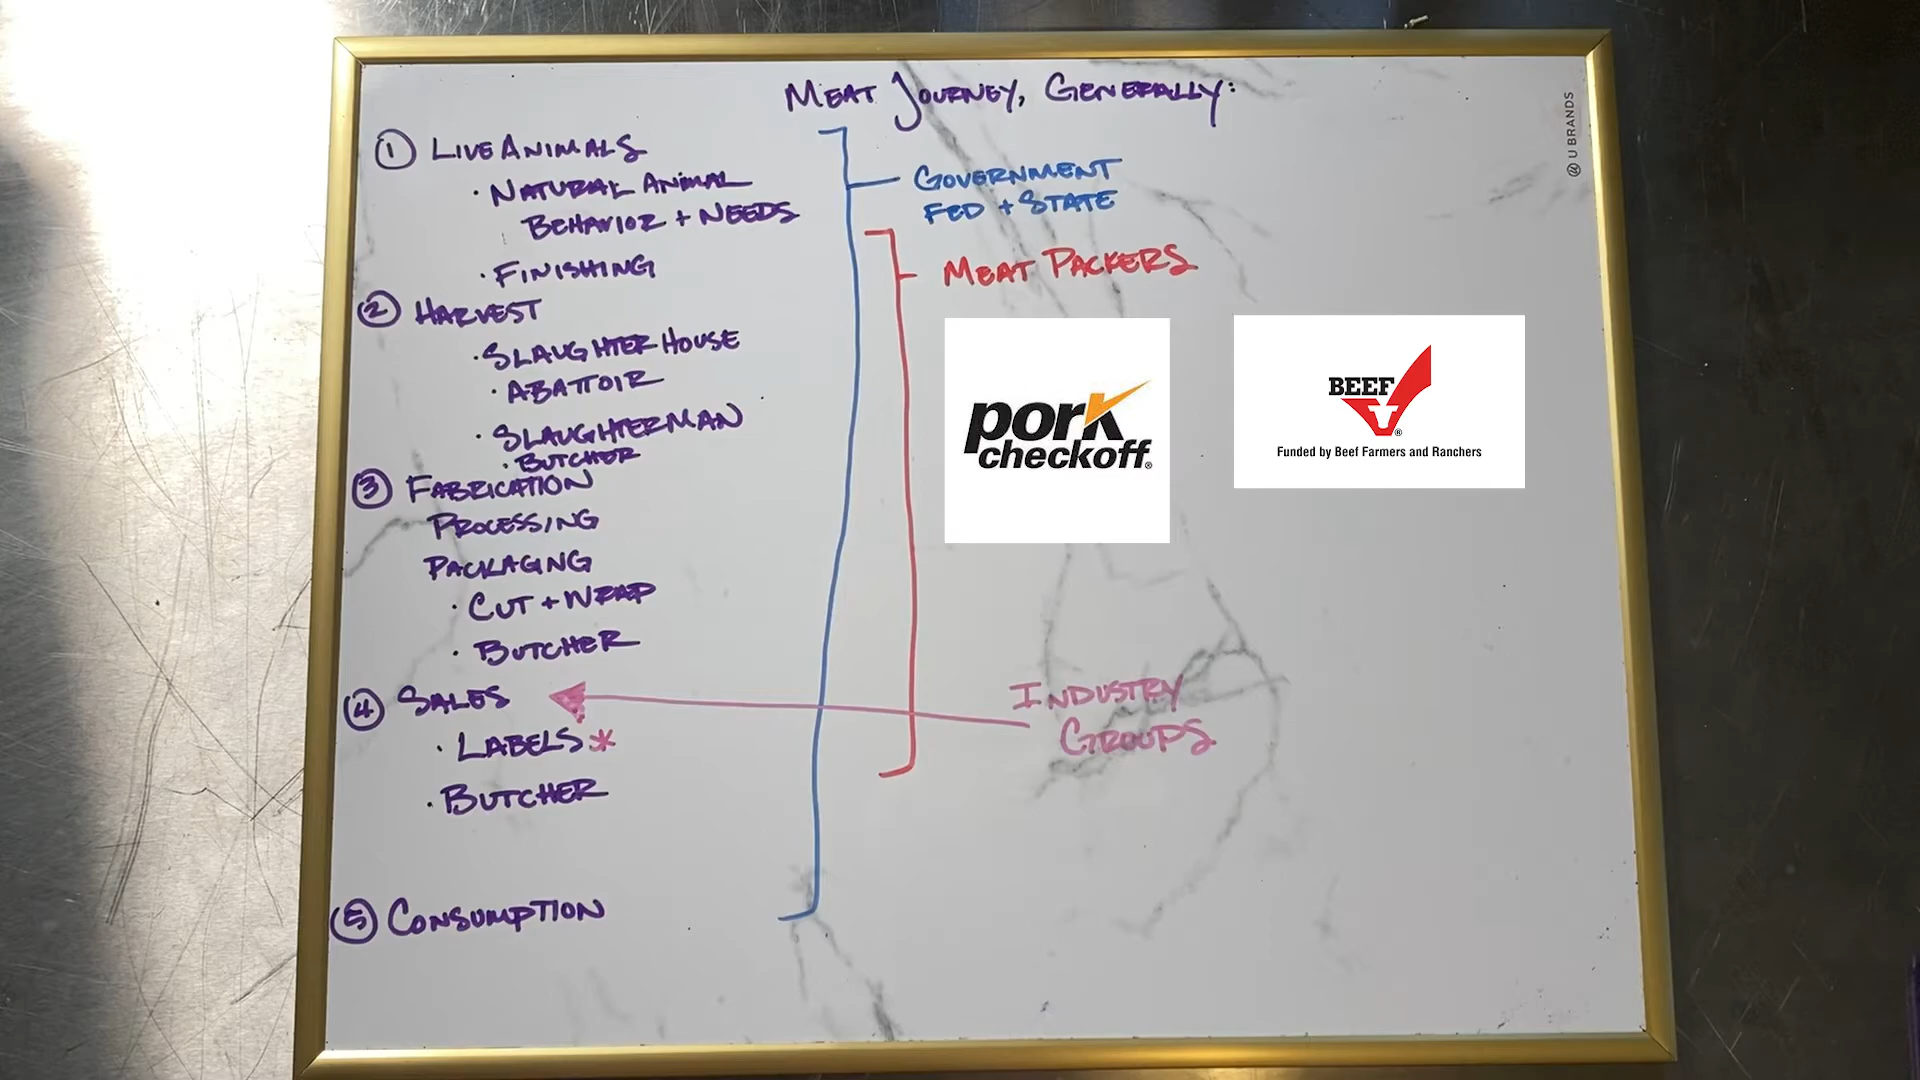 MEAT JOURNEY, GENERALLY:
① LIVE ANIMALS
· NATURAL ANIMAL
BEHAVIOR + NEEDS
· FINISHING
② HARVEST
· SLAUGHTER HOUSE
· ABATTOIR
· SLAUGHTERMAN
· BUTCHER
③ FABRICATION
PROCESSING
PACKAGING
· CUT + WRAP
· BUTCHER
④ SALES
· LABELS *
· BUTCHER
⑤ CONSUMPTION
GOVERNMENT
FED + STATE
MEAT PACKERS
pork
checkoff®
BEEF
®
Funded by Beef Farmers and Ranchers
INDUSTRY
GROUPS
U BRANDS